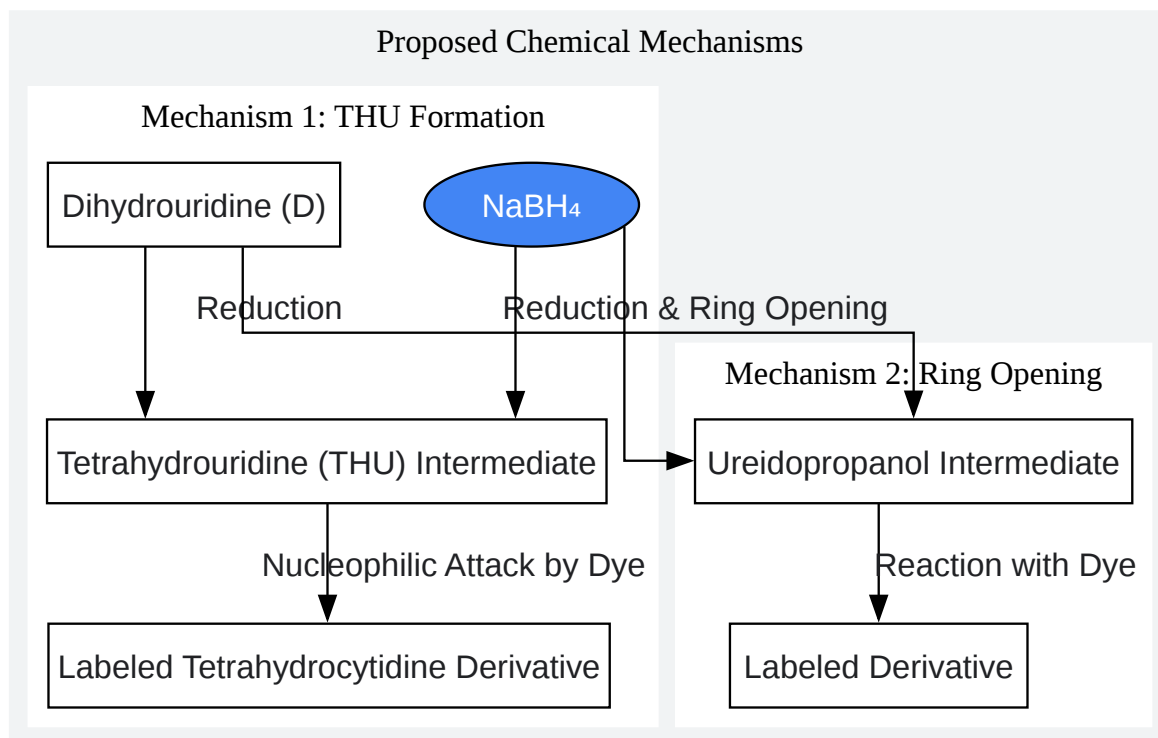 Proposed Chemical Mechanisms
Mechanism 1: THU Formation
Dihydrouridine (D)
NaBH₄
Reduction
Reduction & Ring Opening
Mechanism 2: Ring Opening
Tetrahydrouridine (THU) Intermediate
Ureidopropanol Intermediate
Nucleophilic Attack by Dye
Reaction with Dye
Labeled Tetrahydrocytidine Derivative
Labeled Derivative